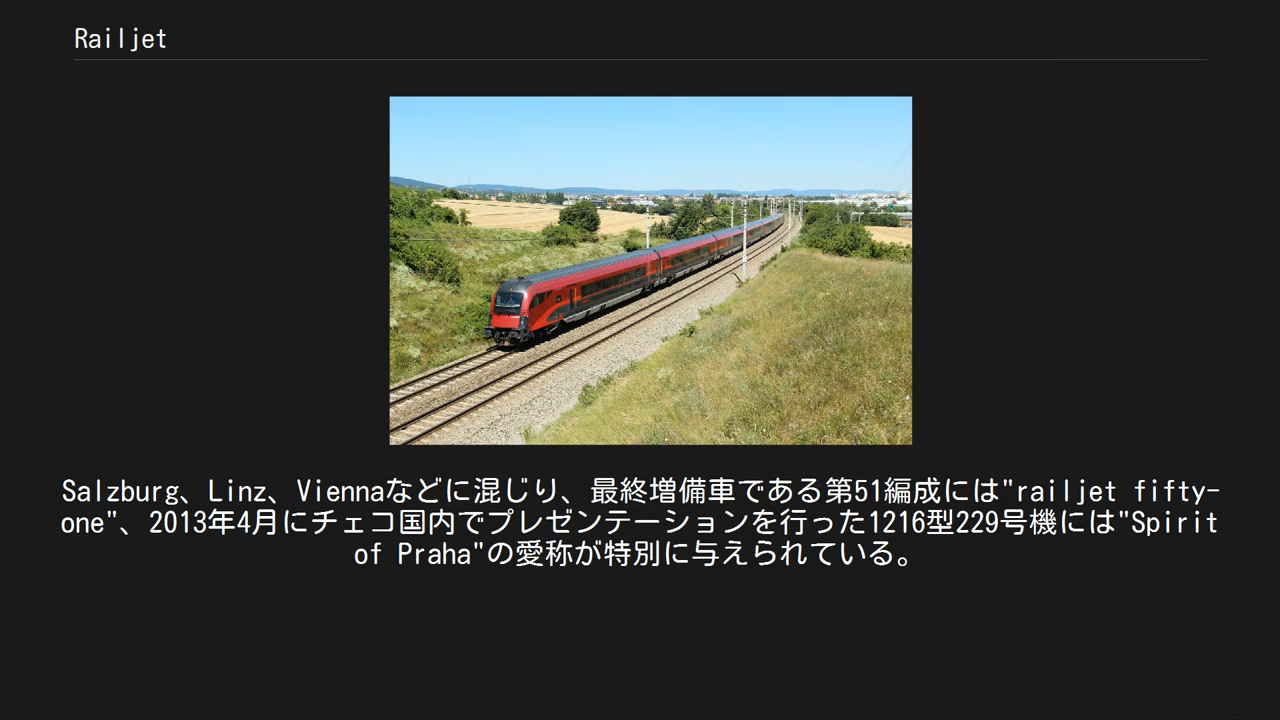 Railjet
Salzburg、Linz、Viennaなどに混じり、最終増備車である第51編成には"railjet fifty-
one"、2013年4月にチェコ国内でプレゼンテーションを行った1216型229号機には"Spirit
of Praha"の愛称が特別に与えられている。